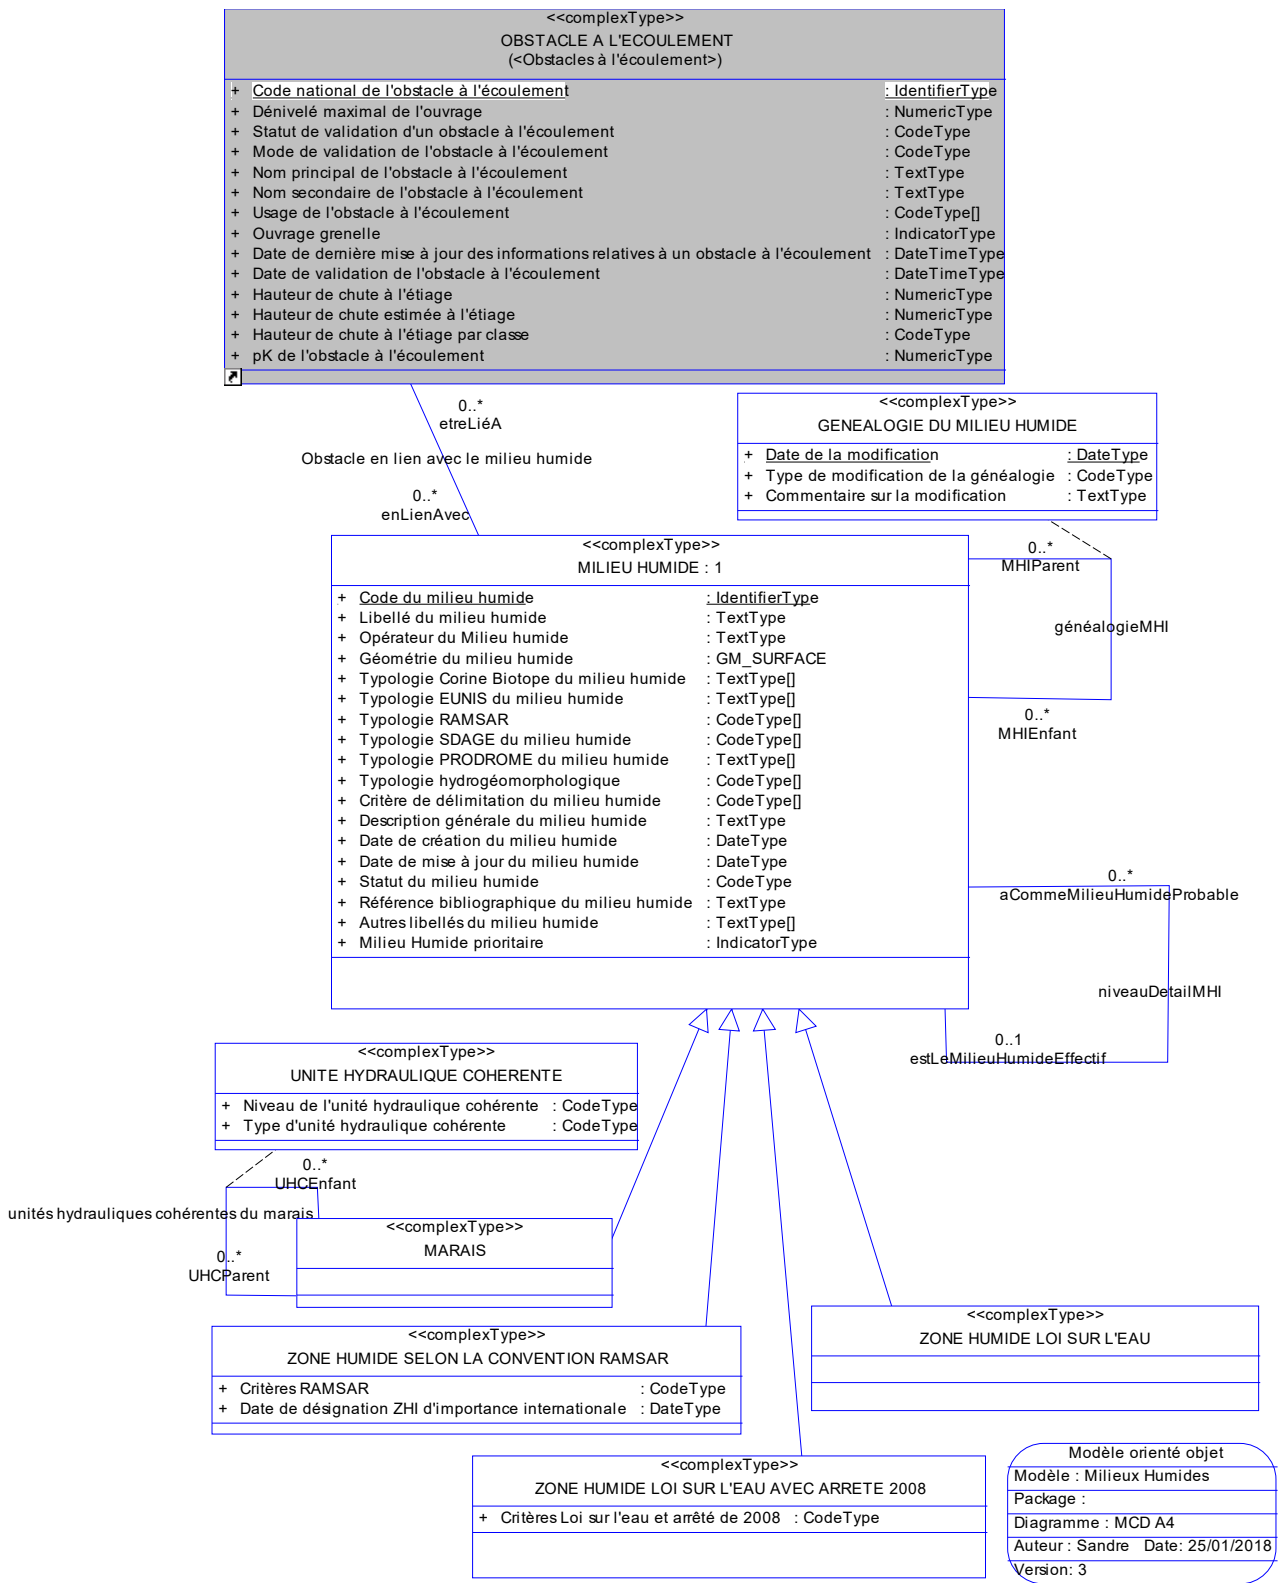 <<complexType>>
OBSTACLE A L'ECOULEMENT
(<Obstacles à l'écoulement>)
+ Code national de l'obstacle à l'écoulement : IdentifierType
+ Dénivelé maximal de l'ouvrage : NumericType
+ Statut de validation d'un obstacle à l'écoulement : CodeType
+ Mode de validation de l'obstacle à l'écoulement : CodeType
+ Nom principal de l'obstacle à l'écoulement : TextType
+ Nom secondaire de l'obstacle à l'écoulement : TextType
+ Usage de l'obstacle à l'écoulement : CodeType[]
+ Ouvrage grenelle : IndicatorType
+ Date de dernière mise à jour des informations relatives à un obstacle à l'écoulement : DateTimeType
+ Date de validation de l'obstacle à l'écoulement : DateTimeType
+ Hauteur de chute à l'étiage : NumericType
+ Hauteur de chute estimée à l'étiage : NumericType
+ Hauteur de chute à l'étiage par classe : CodeType
+ pK de l'obstacle à l'écoulement : NumericType
0..*
etreLiéA
Obstacle en lien avec le milieu humide
0..*
enLienAvec
<<complexType>>
GENEALOGIE DU MILIEU HUMIDE
+ Date de la modification : DateType
+ Type de modification de la généalogie : CodeType
+ Commentaire sur la modification : TextType
<<complexType>>
MILIEU HUMIDE : 1
+ Code du milieu humide : IdentifierType
+ Libellé du milieu humide : TextType
+ Opérateur du Milieu humide : TextType
+ Géométrie du milieu humide : GM_SURFACE
+ Typologie Corine Biotope du milieu humide : TextType[]
+ Typologie EUNIS du milieu humide : TextType[]
+ Typologie RAMSAR : CodeType[]
+ Typologie SDAGE du milieu humide : CodeType[]
+ Typologie PRODROME du milieu humide : TextType[]
+ Typologie hydrogéomorphologique : CodeType[]
+ Critère de délimitation du milieu humide : CodeType[]
+ Description générale du milieu humide : TextType
+ Date de création du milieu humide : DateType
+ Date de mise à jour du milieu humide : DateType
+ Statut du milieu humide : CodeType
+ Référence bibliographique du milieu humide : TextType
+ Autres libellés du milieu humide : TextType[]
+ Milieu Humide prioritaire : IndicatorType
0..*
MHIParent
généalogieMHI
0..*
MHIEnfant
0..*
aCommeMilieuHumideProbable
niveauDetailMHI
0..1
estLeMilieuHumideEffectif
<<complexType>>
UNITE HYDRAULIQUE COHERENTE
+ Niveau de l'unité hydraulique cohérente : CodeType
+ Type d'unité hydraulique cohérente : CodeType
0..*
UHCEnfant
unités hydrauliques cohérentes du marais
0..*
UHCParent
<<complexType>>
MARAIS
<<complexType>>
ZONE HUMIDE LOI SUR L'EAU
<<complexType>>
ZONE HUMIDE SELON LA CONVENTION RAMSAR
+ Critères RAMSAR : CodeType
+ Date de désignation ZHI d'importance internationale : DateType
<<complexType>>
ZONE HUMIDE LOI SUR L'EAU AVEC ARRETE 2008
+ Critères Loi sur l'eau et arrêté de 2008 : CodeType
Modèle orienté objet
Modèle : Milieux Humides
Package :
Diagramme : MCD A4
Auteur : Sandre Date: 25/01/2018
Version: 3